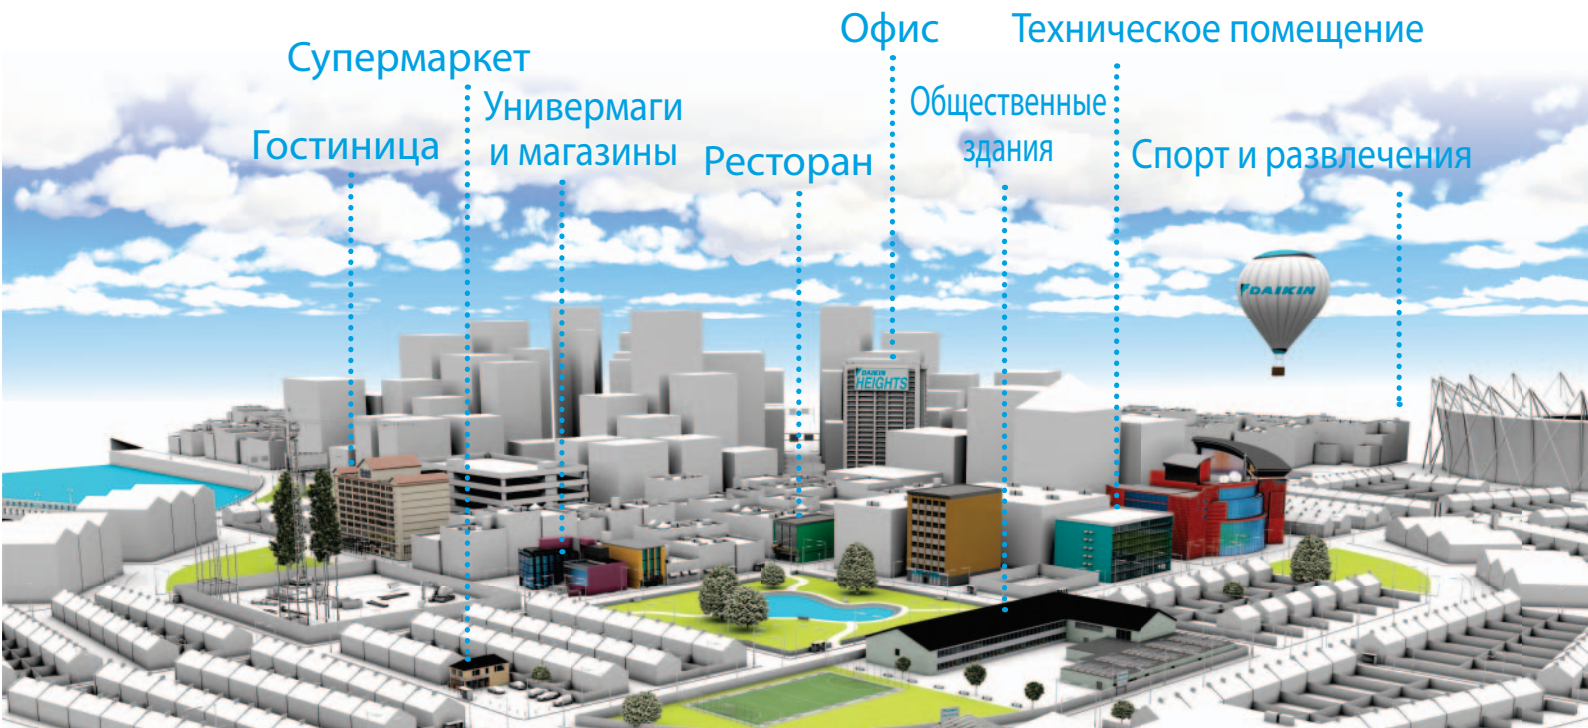 Офис
Техническое помещение
Супермаркет
Универмаги
и магазины
Общественные
здания
Гостиница
Ресторан
Спорт и развлечения
DAIKIN
DAIKIN
HEIGHTS